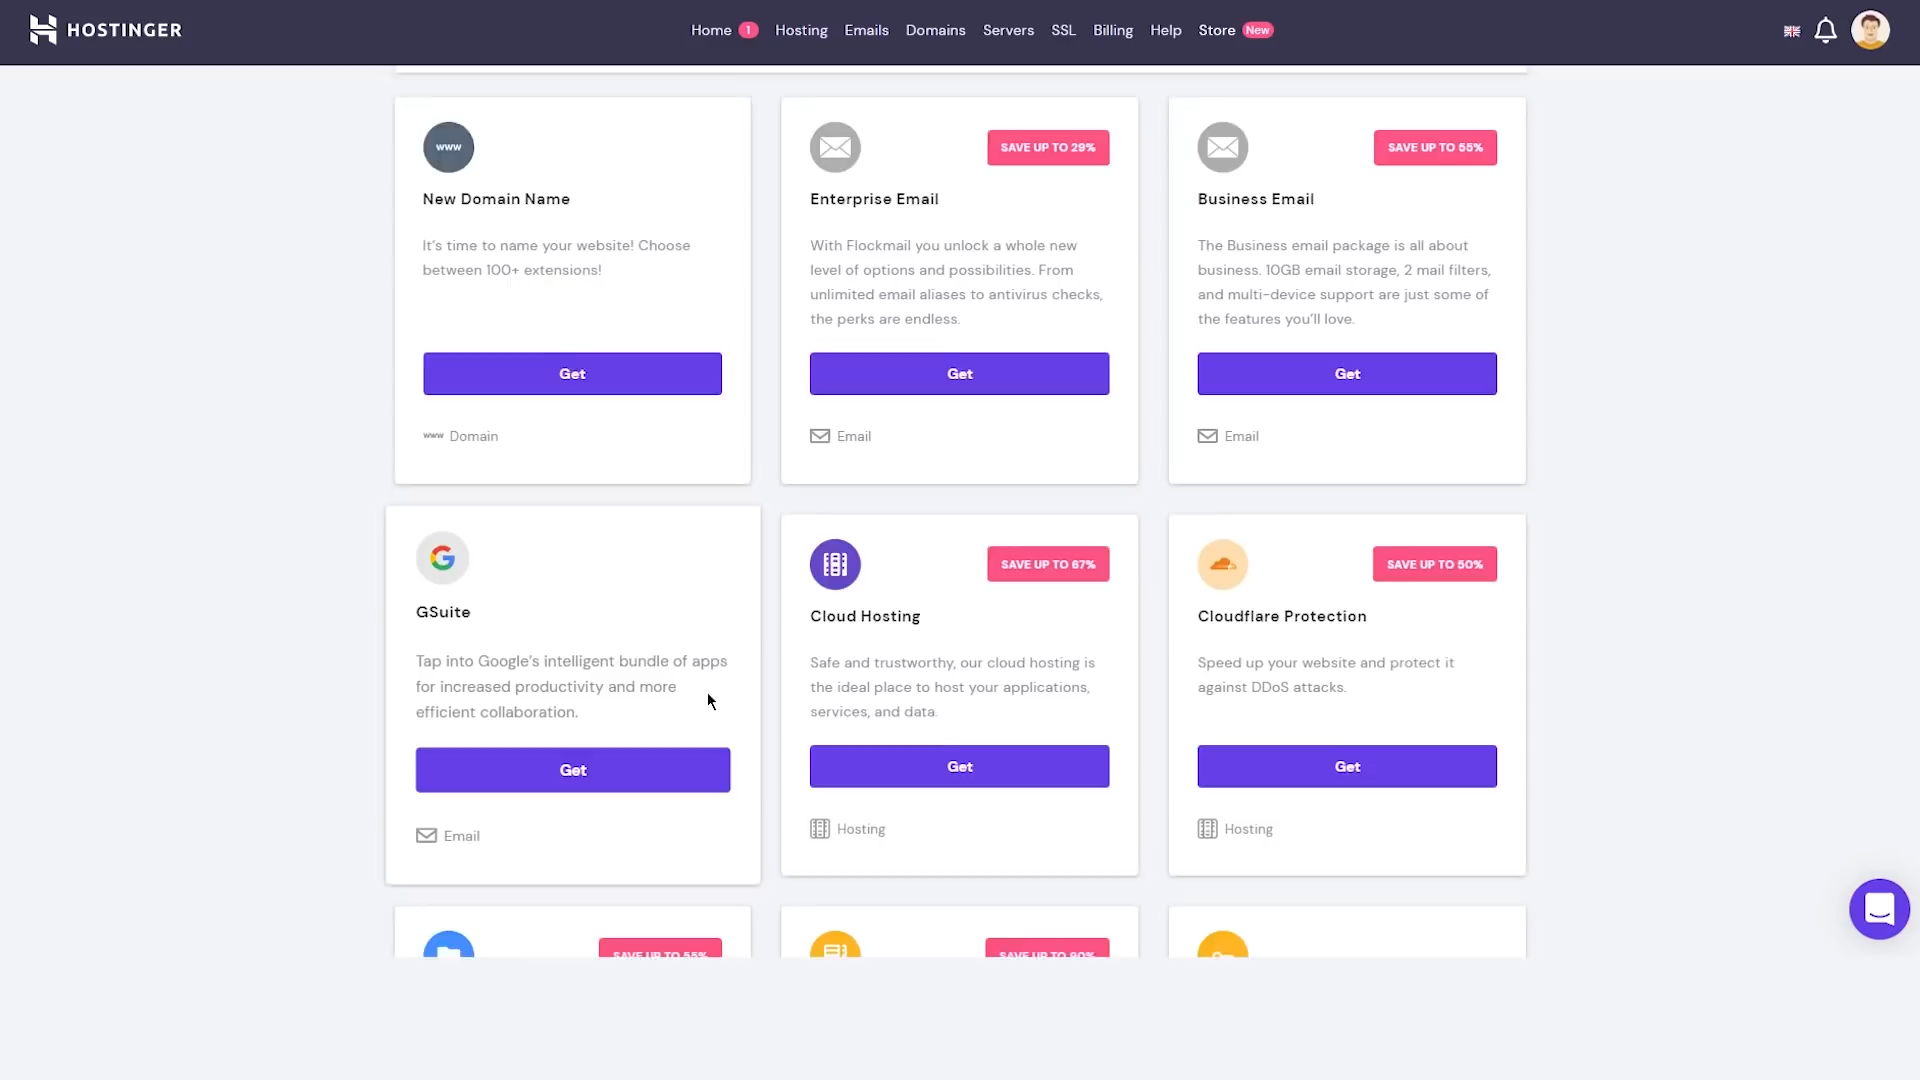 HOSTINGER
Home 1 Hosting Emails Domains Servers SSL Billing Help Store New
www
New Domain Name
It's time to name your website! Choose
between 100+ extensions!
Get
www Domain
SAVE UP TO 29%
Enterprise Email
With Flockmail you unlock a whole new
level of options and possibilities. From
unlimited email aliases to antivirus checks,
the perks are endless.
Get
Email
SAVE UP TO 55%
Business Email
The Business email package is all about
business. 10GB email storage, 2 mail filters,
and multi-device support are just some of
the features you'll love.
Get
Email
G
GSuite
Tap into Google's intelligent bundle of apps
for increased productivity and more
efficient collaboration.
Get
Email
SAVE UP TO 67%
Cloud Hosting
Safe and trustworthy, our cloud hosting is
the ideal place to host your applications,
services, and data.
Get
Hosting
SAVE UP TO 50%
Cloudflare Protection
Speed up your website and protect it
against DDoS attacks.
Get
Hosting
SAVE UP TO 55%
SAVE UP TO 90%